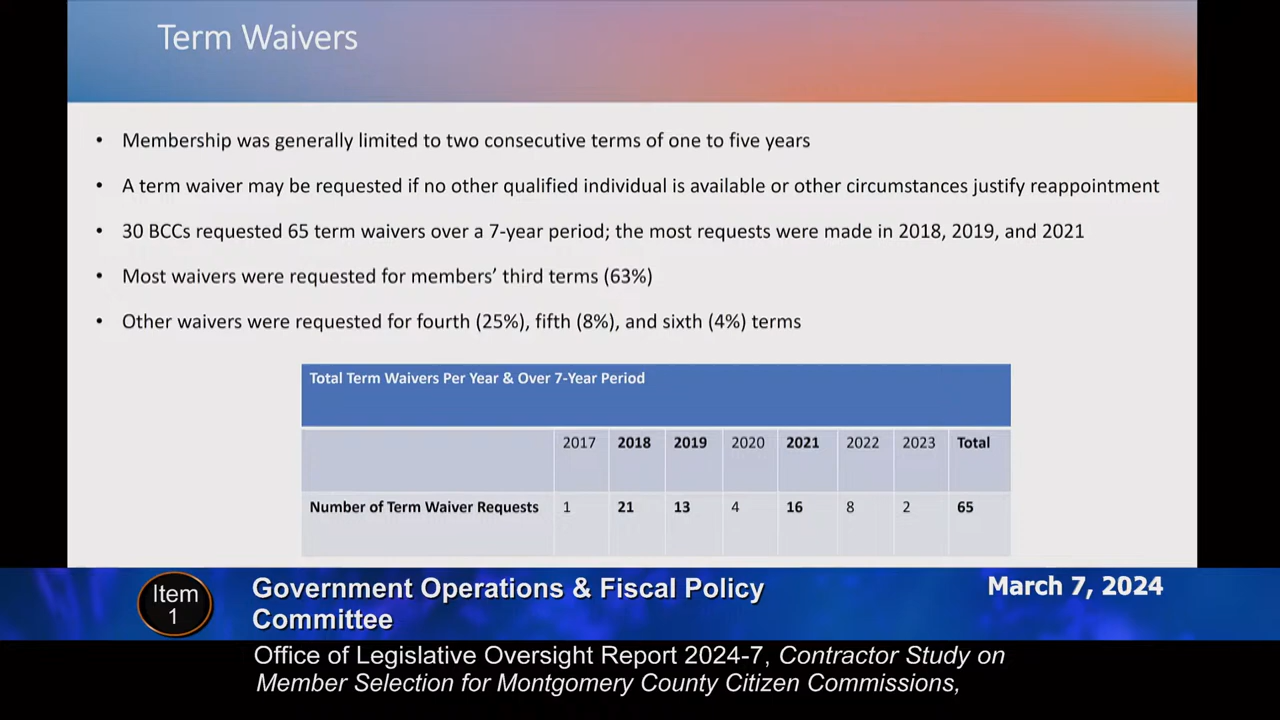 Term Waivers
• Membership was generally limited to two consecutive terms of one to five years
• A term waiver may be requested if no other qualified individual is available or other circumstances justify reappointment
• 30 BCCs requested 65 term waivers over a 7-year period; the most requests were made in 2018, 2019, and 2021
• Most waivers were requested for members’ third terms (63%)
• Other waivers were requested for fourth (25%), fifth (8%), and sixth (4%) terms
Total Term Waivers Per Year & Over 7-Year Period
2017 2018 2019 2020 2021 2022 2023 Total
Number of Term Waiver Requests 1 21 13 4 16 8 2 65
Item
1
Government Operations & Fiscal Policy
Committee
March 7, 2024
Office of Legislative Oversight Report 2024-7, Contractor Study on
Member Selection for Montgomery County Citizen Commissions,